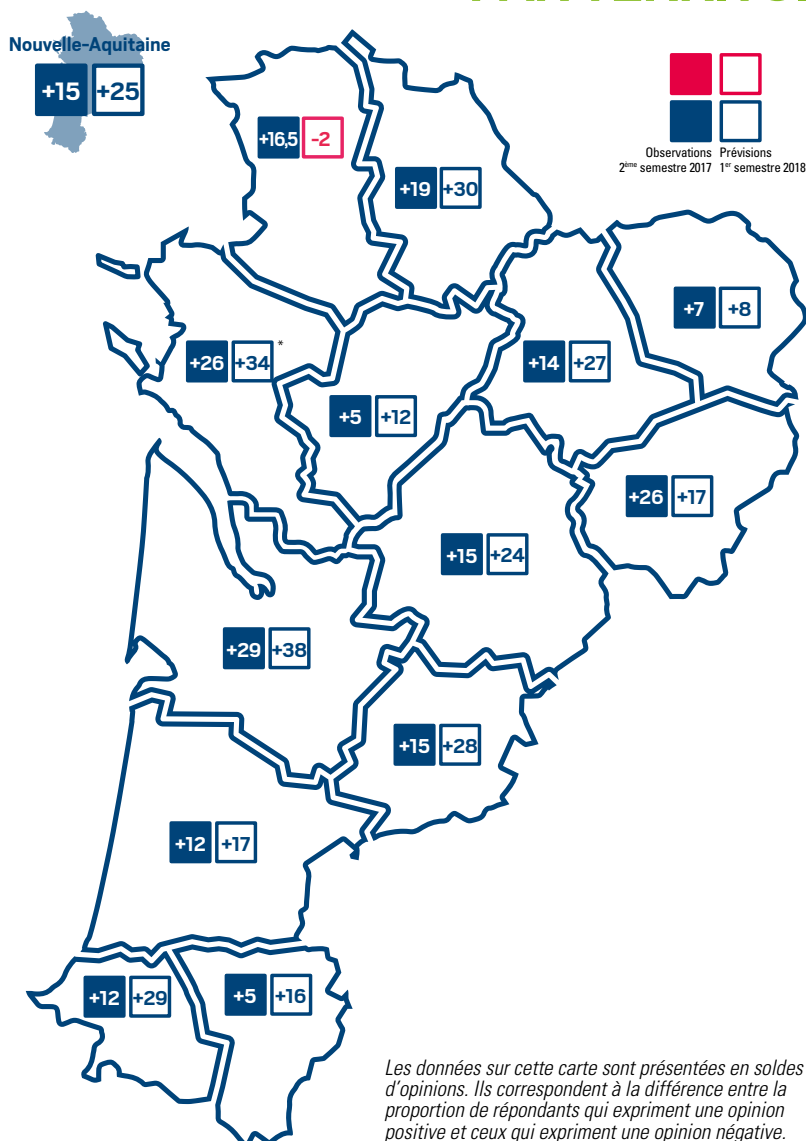 Nouvelle-Aquitaine
+15 +25
Observations Prévisions
2ème semestre 2017 1er semestre 2018
+16,5 -2
+19 +30
+7 +8
+26 +34 *
+14 +27
+5 +12
+26 +17
+15 +24
+29 +38
+15 +28
+12 +17
+12 +29
+5 +16
Les données sur cette carte sont présentées en soldes
d'opinions. Ils correspondent à la différence entre la
proportion de répondants qui expriment une opinion
positive et ceux qui expriment une opinion négative.